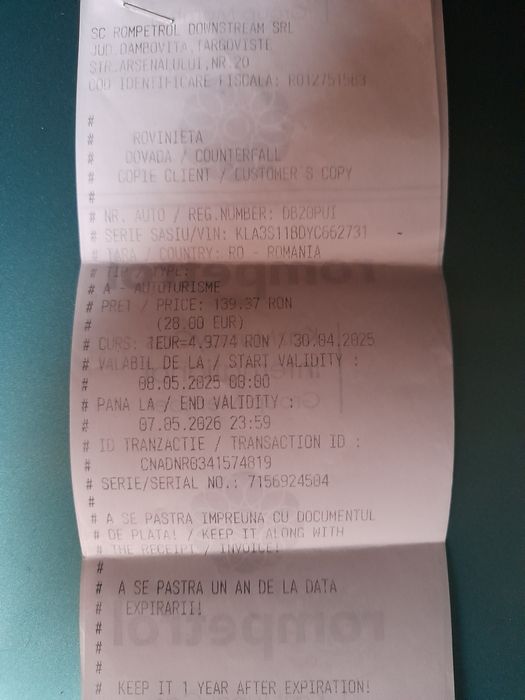 SC ROMPETROL DOWNSTREAM SRL
JUD.DAMBOVITA,TARGOVISTE
STR.ARSENALULUI,NR.20
COD IDENTIFICARE FISCALA: RO12751583
#
# ROVINIETA
# DOVADA / COUNTERFALL
# COPIE CLIENT / CUSTOMER'S COPY
#
# NR. AUTO / REG.NUMBER: DB20PUI
# SERIE SASIU/VIN: KLA3S11BDYC662731
# TARA / COUNTRY: RO - ROMANIA
# TIP / TYPE:
# A - AUTOTURISME
# PRET / PRICE: 139.37 RON
# (28.00 EUR)
# CURS: 1EUR=4.9774 RON / 30.04.2025
# VALABIL DE LA / START VALIDITY :
# 08.05.2025 00:00
# PANA LA / END VALIDITY :
# 07.05.2026 23:59
# ID TRANZACTIE / TRANSACTION ID :
# CNADNR0341574819
# SERIE/SERIAL NO.: 7156924504
#
# A SE PASTRA IMPREUNA CU DOCUMENTUL
# DE PLATA! / KEEP IT ALONG WITH
# THE RECEIPT / INVOICE!
#
# A SE PASTRA UN AN DE LA DATA
# EXPIRARII!
#
#
#
# KEEP IT 1 YEAR AFTER EXPIRATION!
rompetrol
rompetrol